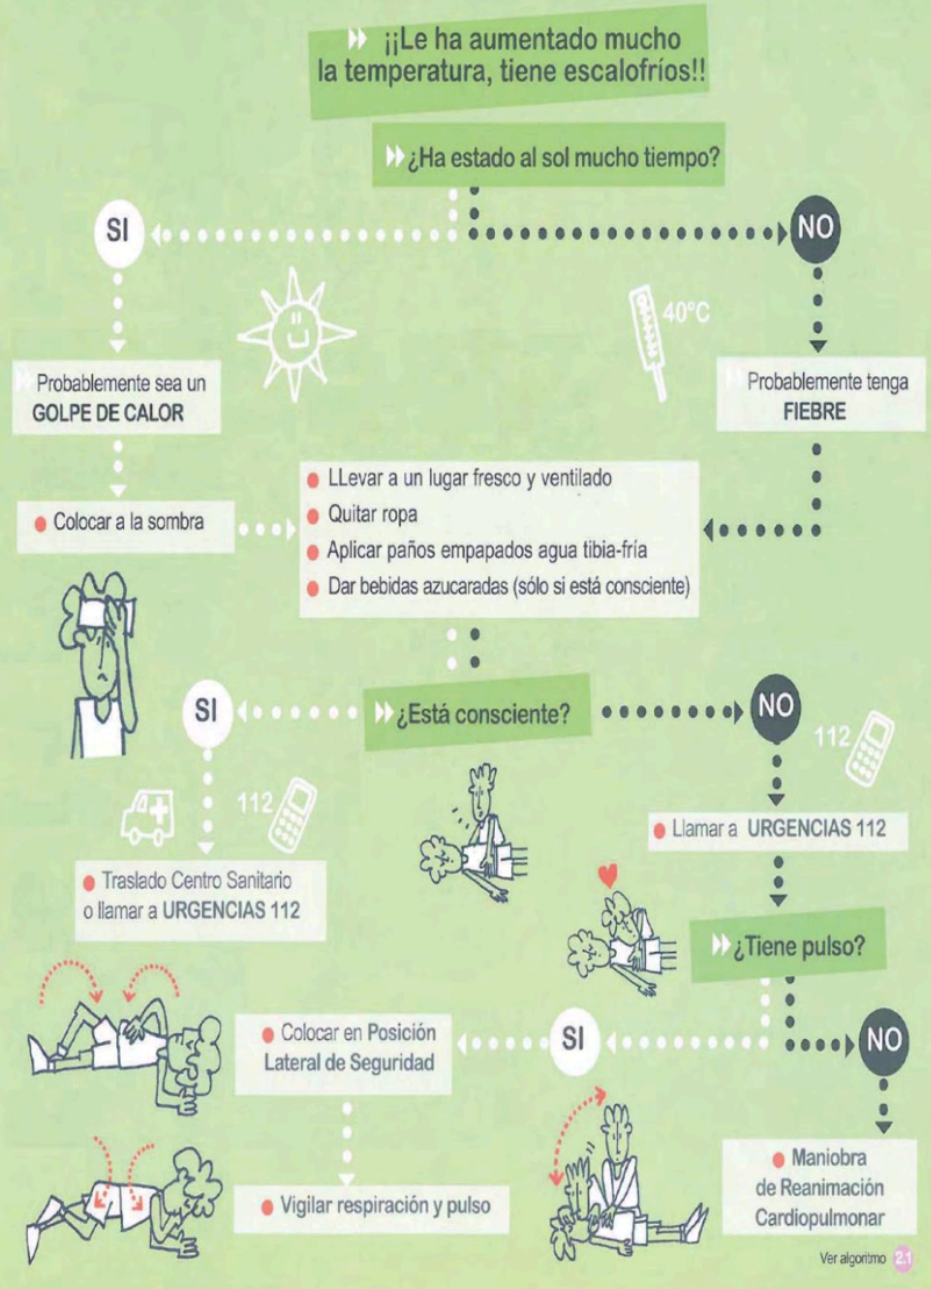 ¡¡Le ha aumentado mucho
la temperatura, tiene escalofríos!!
¿Ha estado al sol mucho tiempo?
SI
NO
40°C
Probablemente sea un
GOLPE DE CALOR
Probablemente tenga
FIEBRE
Colocar a la sombra
LLevar a un lugar fresco y ventilado
Quitar ropa
Aplicar paños empapados agua tibia-fría
Dar bebidas azucaradas (sólo si está consciente)
SI
¿Está consciente?
NO
112
112
Llamar a URGENCIAS 112
Traslado Centro Sanitario
o llamar a URGENCIAS 112
¿Tiene pulso?
Colocar en Posición
Lateral de Seguridad
SI
NO
Vigilar respiración y pulso
Maniobra
de Reanimación
Cardiopulmonar
Ver algoritmo 2.1